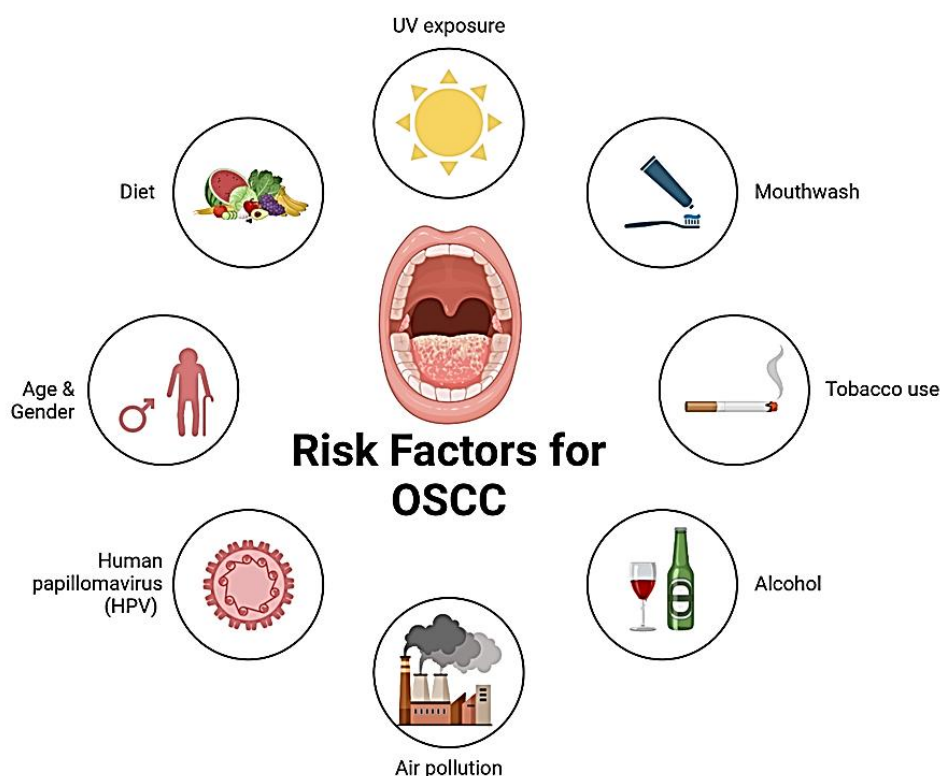 UV exposure
Diet
Mouthwash
Age &
Gender
Tobacco use
Risk Factors for
OSCC
Human
papillomavirus
(HPV)
Alcohol
Air pollution